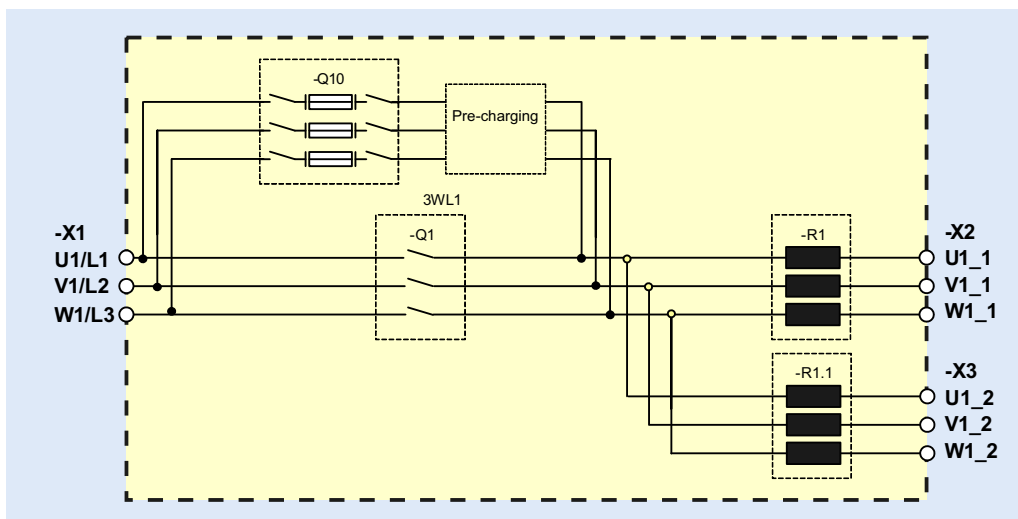 -Q10
Pre-charging
3WL1
-Q1
-X1
U1/L1
V1/L2
W1/L3
-R1
-X2
U1_1
V1_1
W1_1
-R1.1
-X3
U1_2
V1_2
W1_2